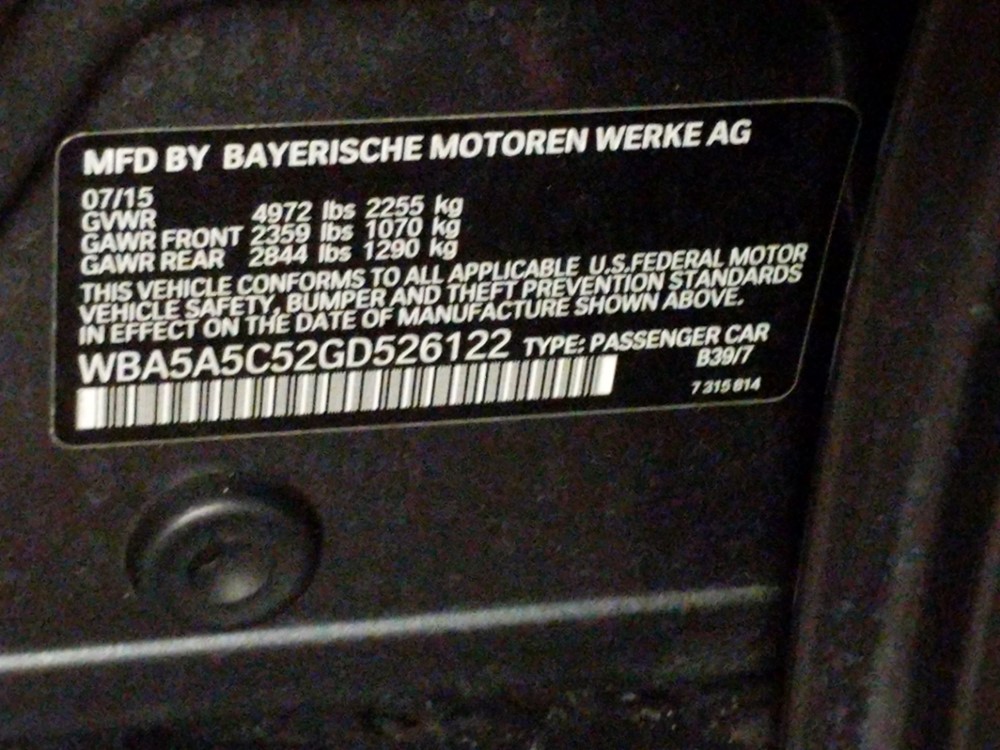 MFD BY BAYERISCHE MOTOREN WERKE AG
07/15
GVWR 4972 lbs 2255 kg
GAWR FRONT 2359 lbs 1070 kg
GAWR REAR 2844 lbs 1290 kg
THIS VEHICLE CONFORMS TO ALL APPLICABLE U.S.FEDERAL MOTOR
VEHICLE SAFETY, BUMPER AND THEFT PREVENTION STANDARDS
IN EFFECT ON THE DATE OF MANUFACTURE SHOWN ABOVE.
WBA5A5C52GD526122 TYPE: PASSENGER CAR
B39/7
7 315 814